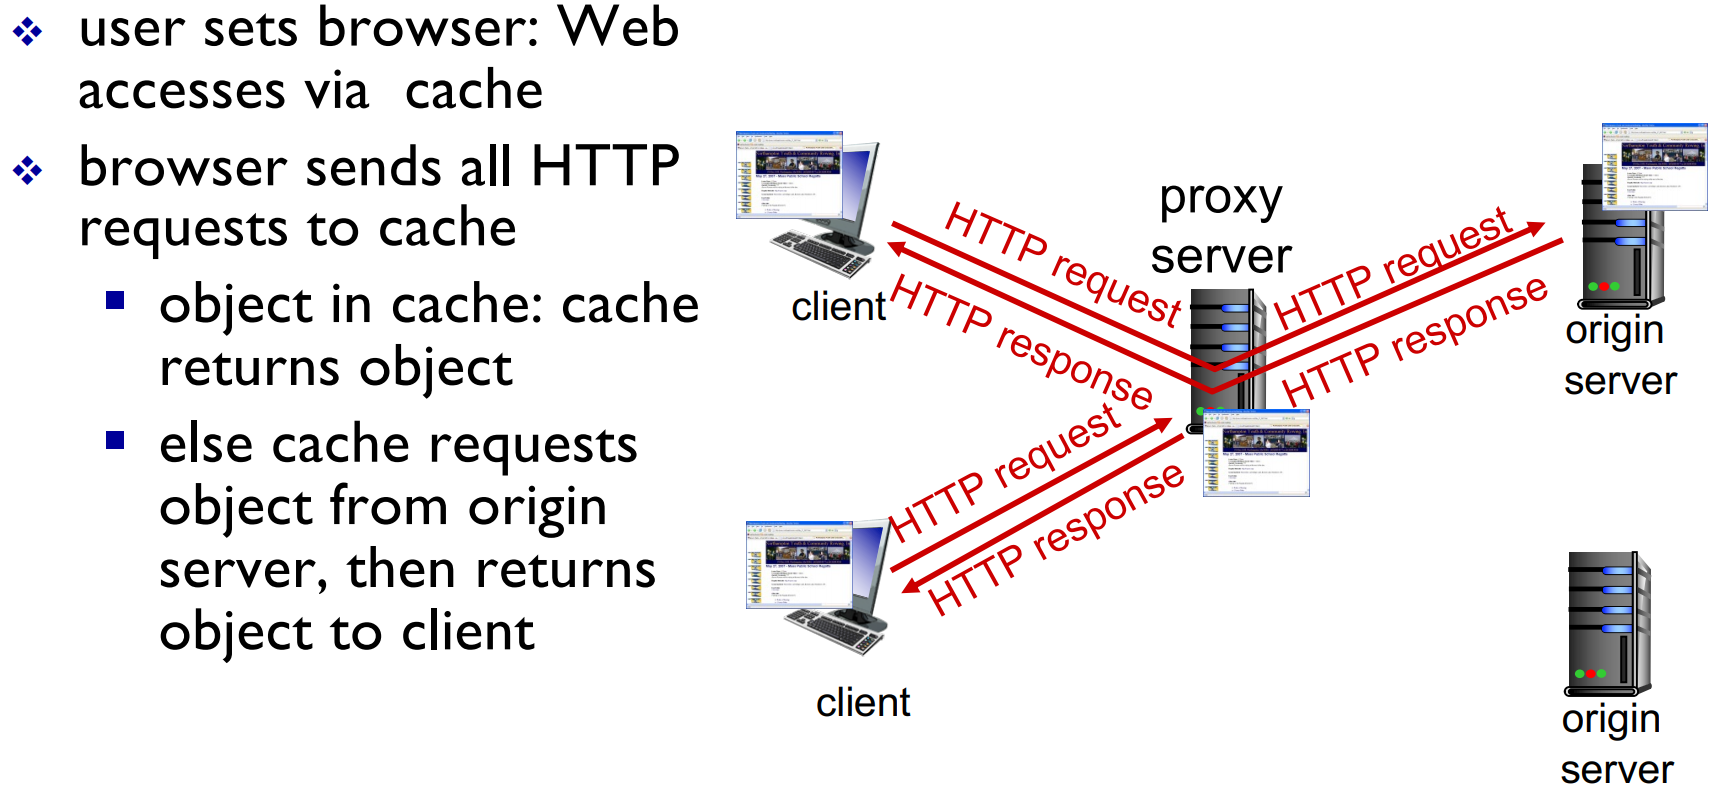 user sets browser: Web
accesses via cache
browser sends all HTTP
requests to cache
object in cache: cache
returns object
else cache requests
object from origin
server, then returns
object to client
proxy
server
HTTP request
HTTP response
HTTP request
HTTP response
HTTP request
HTTP response
client
origin
server
client
origin
server